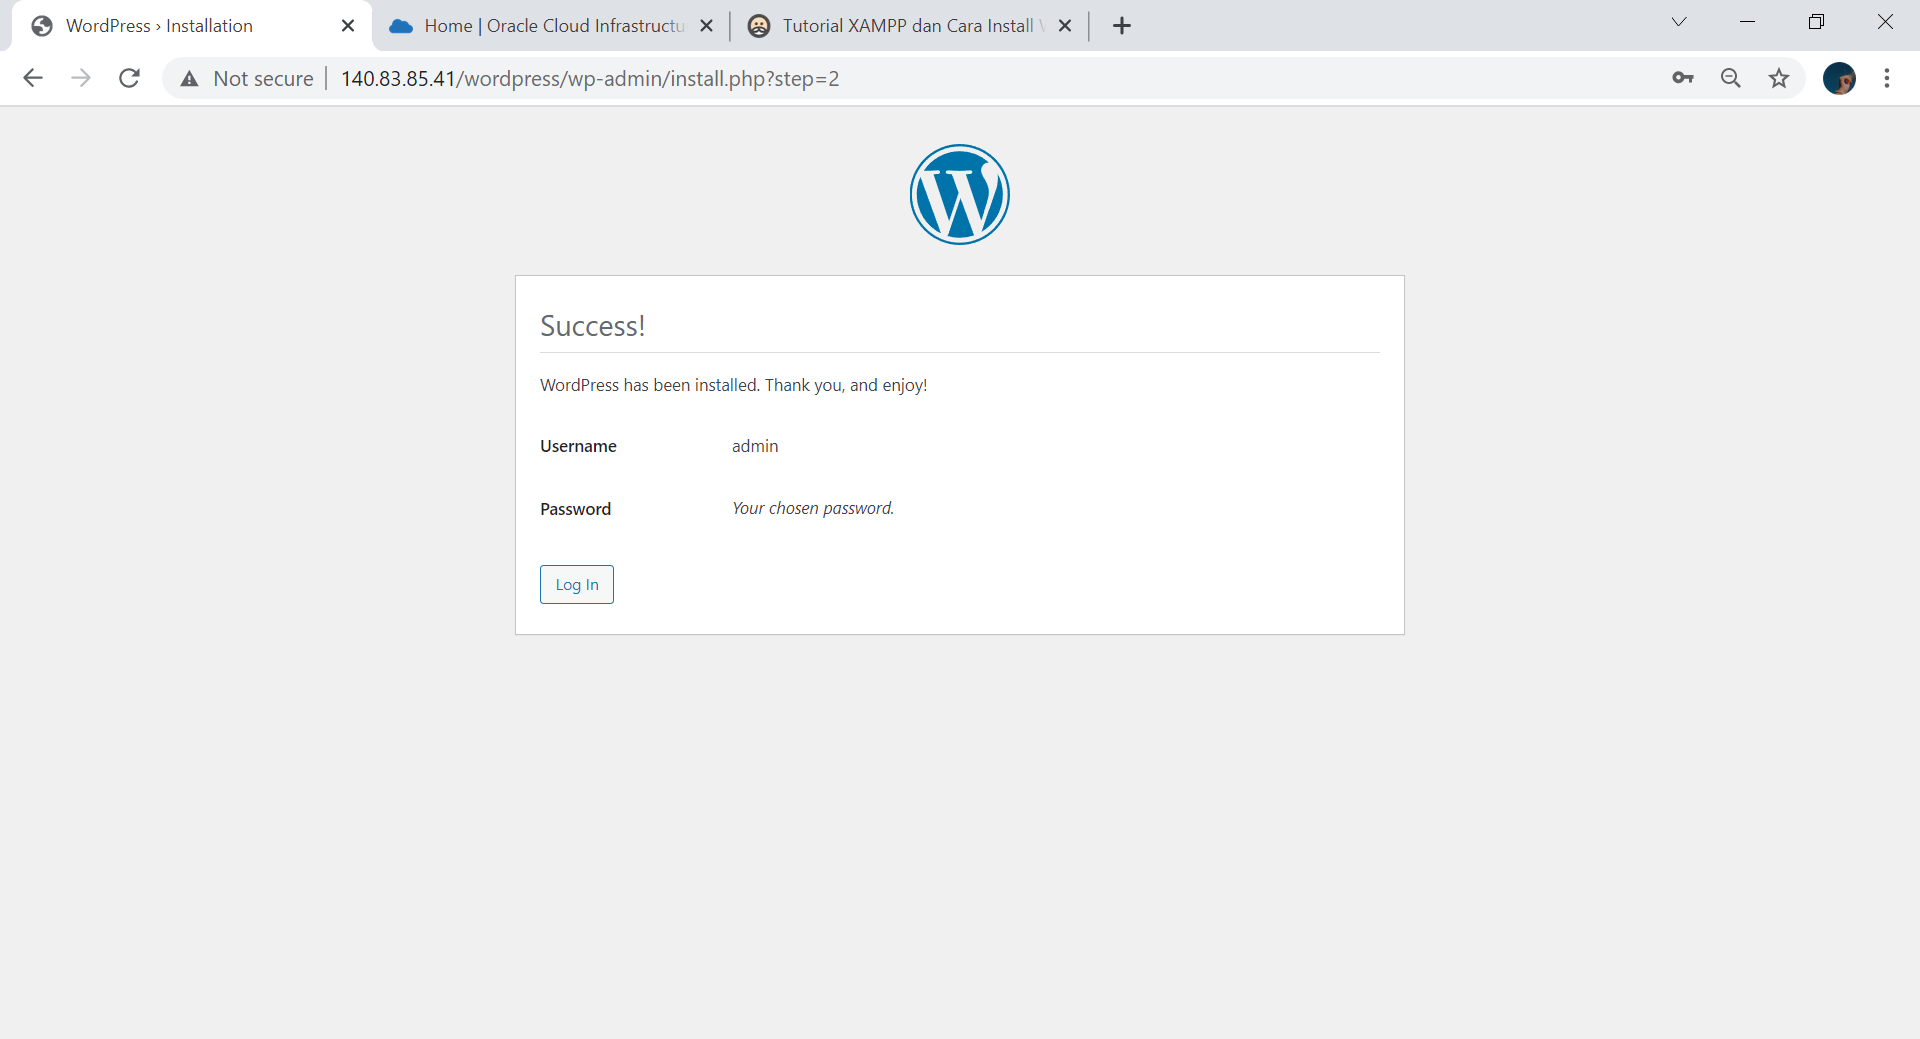 WordPress › Installation
Home | Oracle Cloud Infrastructu
Tutorial XAMPP dan Cara Install
Not secure
140.83.85.41/wordpress/wp-admin/install.php?step=2
W
Success!
WordPress has been installed. Thank you, and enjoy!
Username admin
Password Your chosen password.
Log In